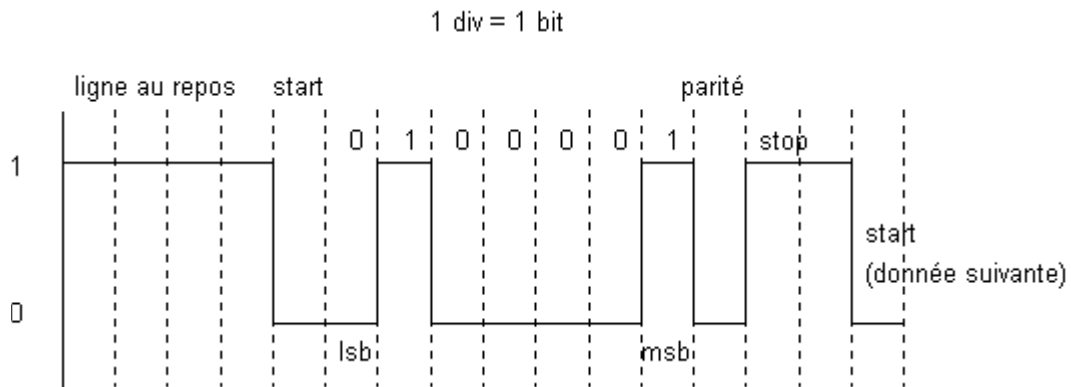 1 div = 1 bit
ligne au repos start parité
0 1 0 0 0 0 1 stop
1
start
(donnée suivante)
0
lsb msb